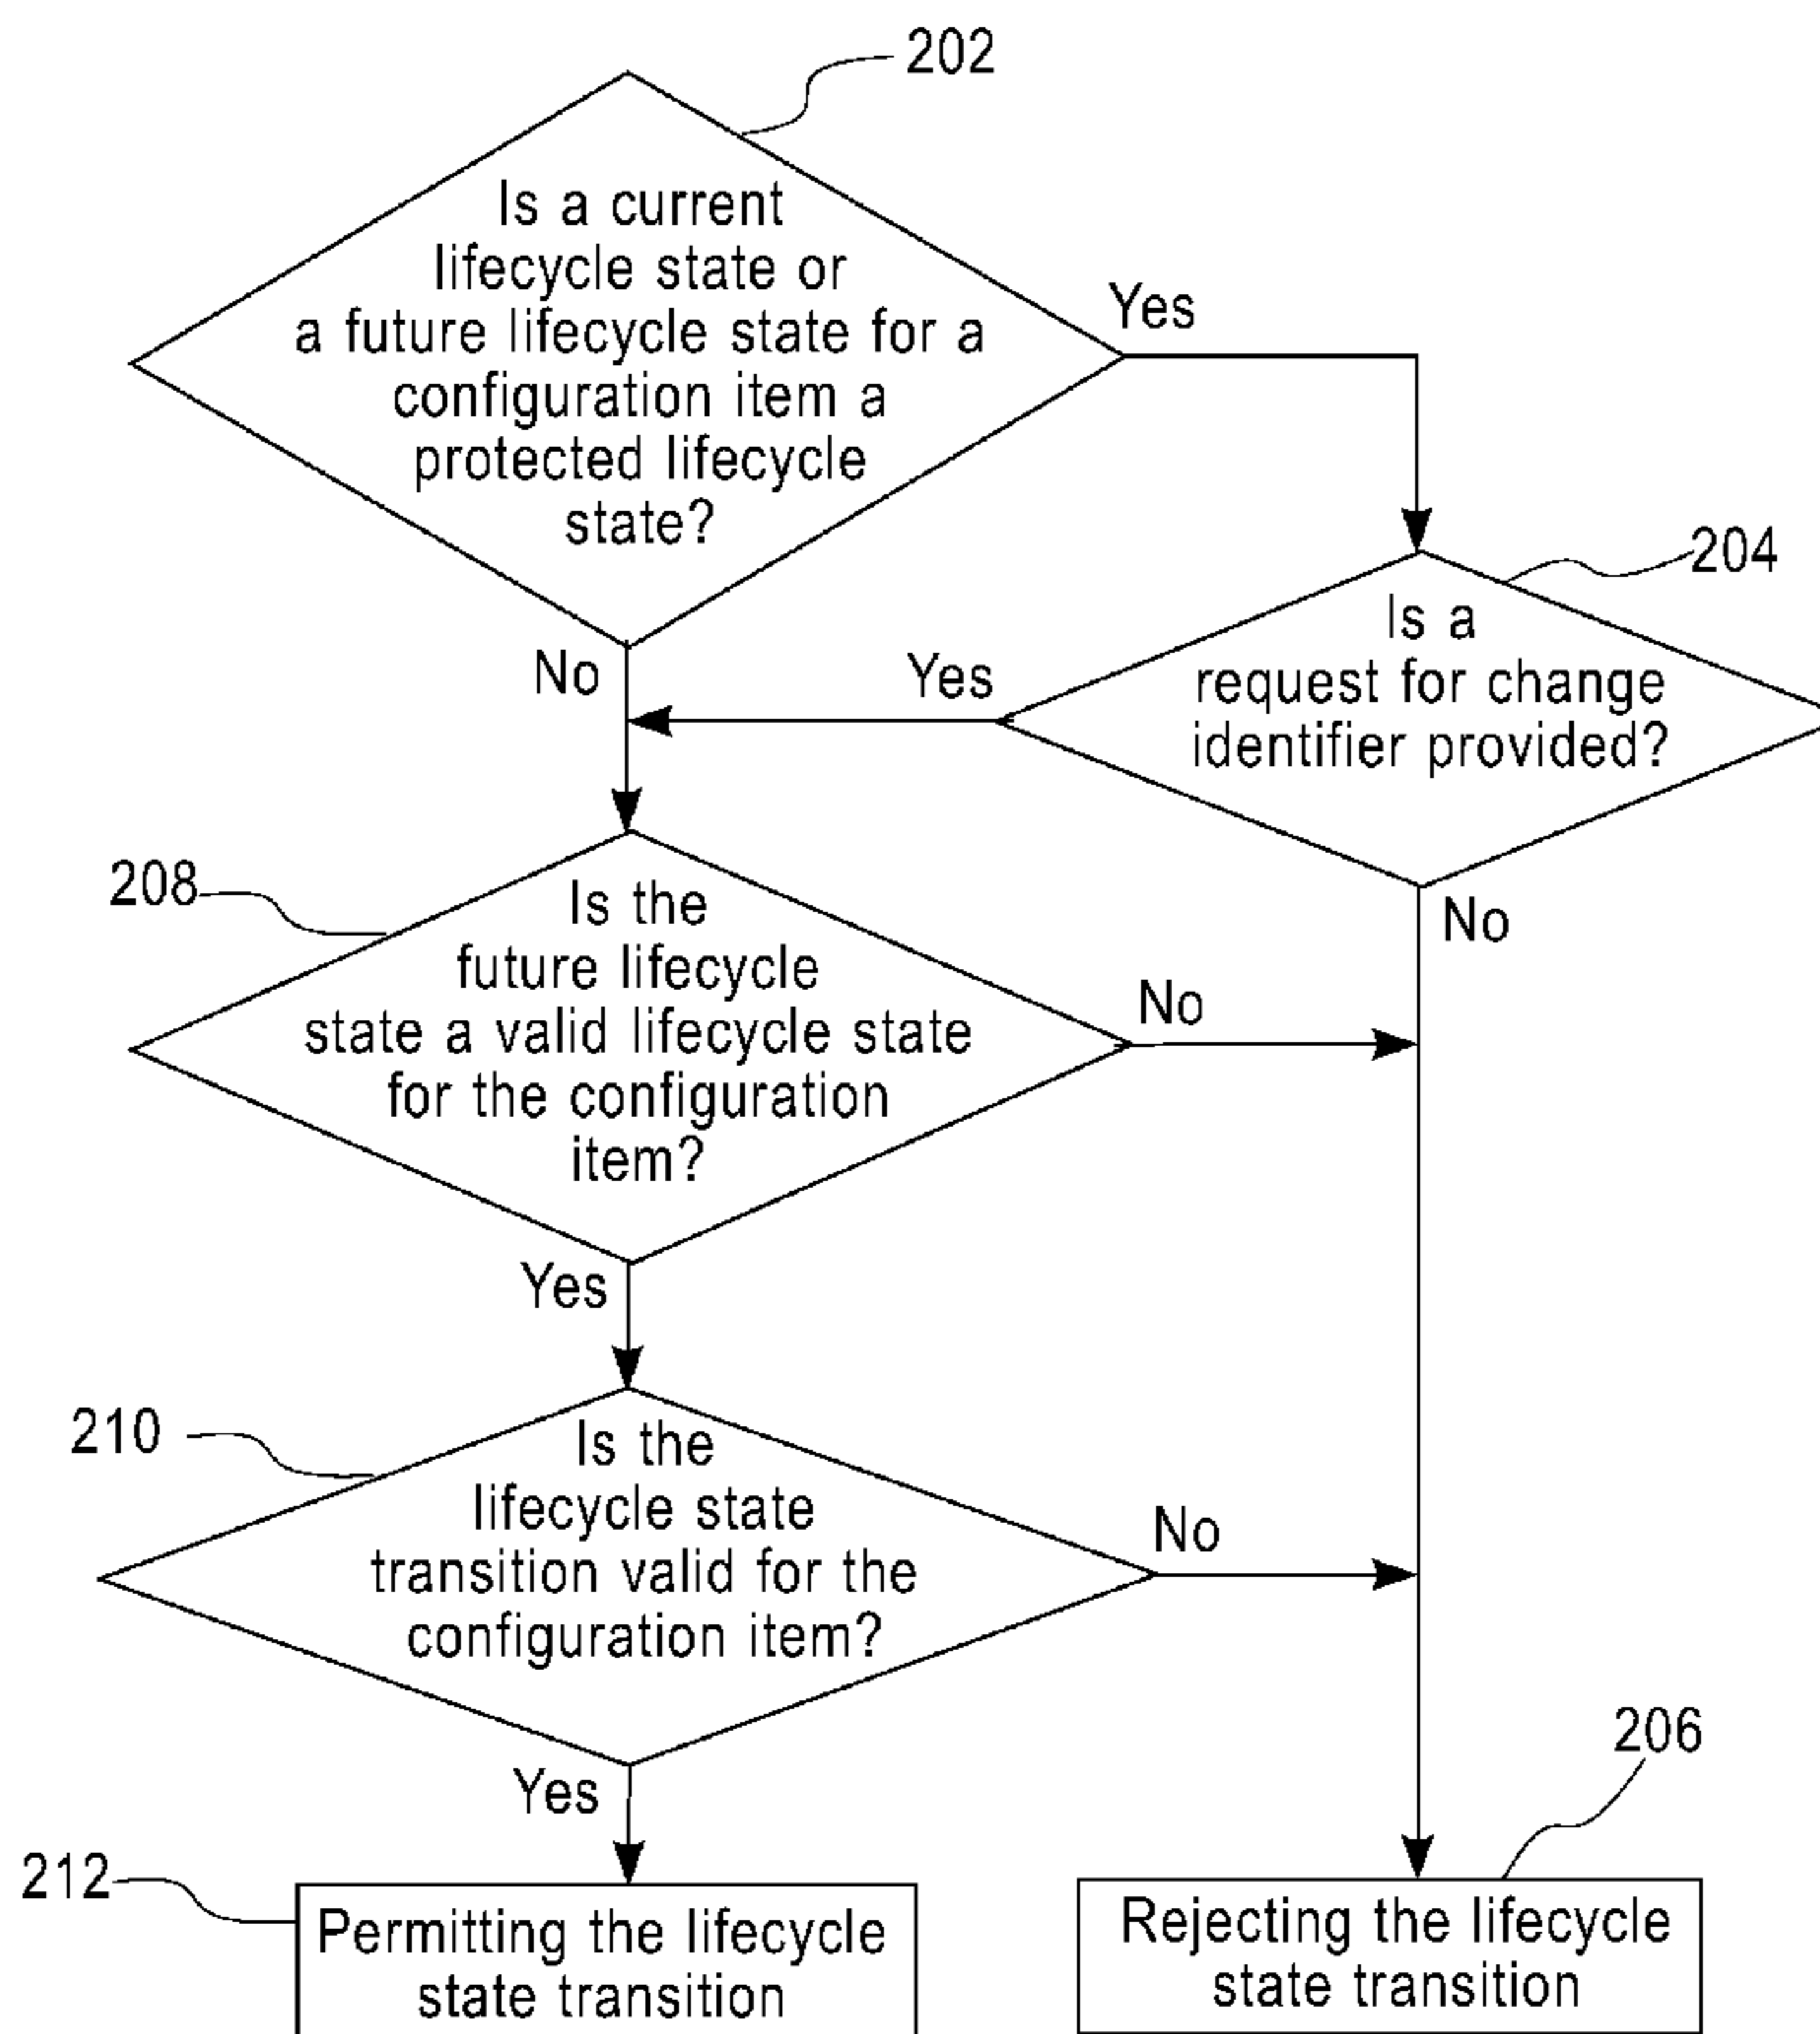 202
Is a current
lifecycle state or
a future lifecycle state for a
configuration item a
protected lifecycle
state?
Yes
204
Is a
request for change
identifier provided?
No
Yes
No
208
Is the
future lifecycle
state a valid lifecycle state
for the configuration
item?
No
Yes
210
Is the
lifecycle state
transition valid for the
configuration item?
No
Yes
206
212
Permitting the lifecycle
state transition
Rejecting the lifecycle
state transition